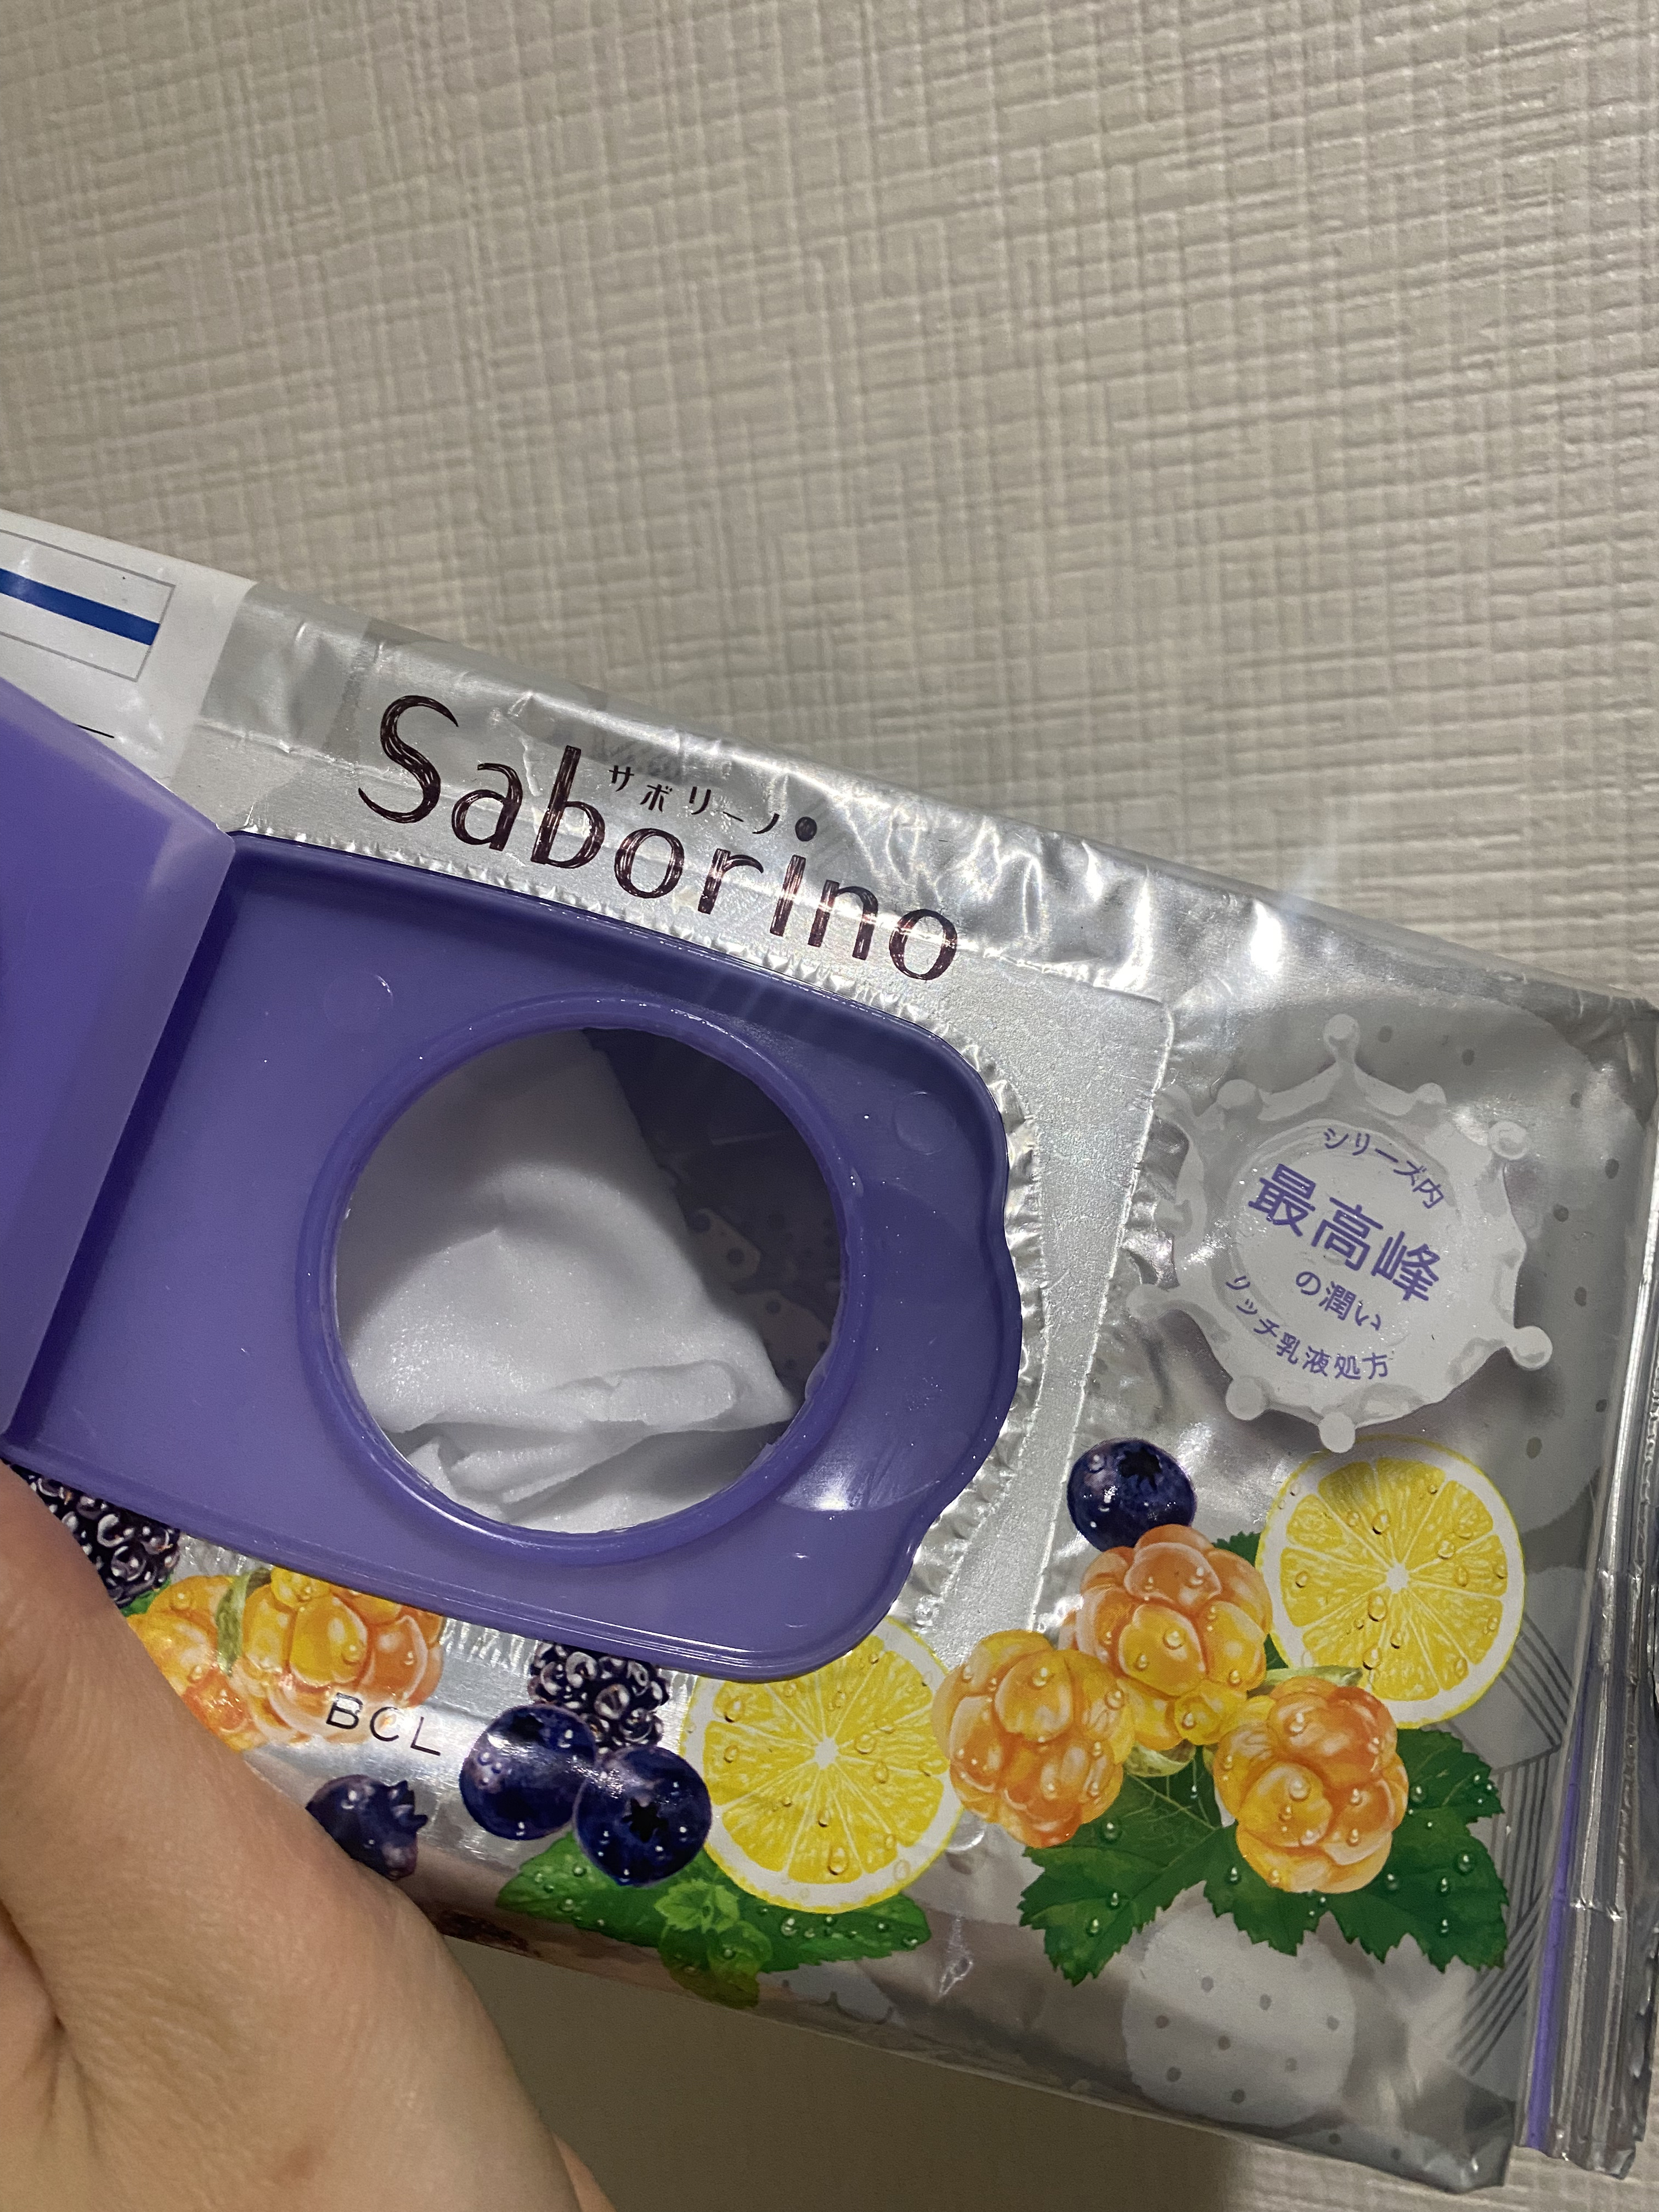 サボリーノ
Saborino
シリーズ内
最高峰
の潤い
リッチ乳液処方
BCL